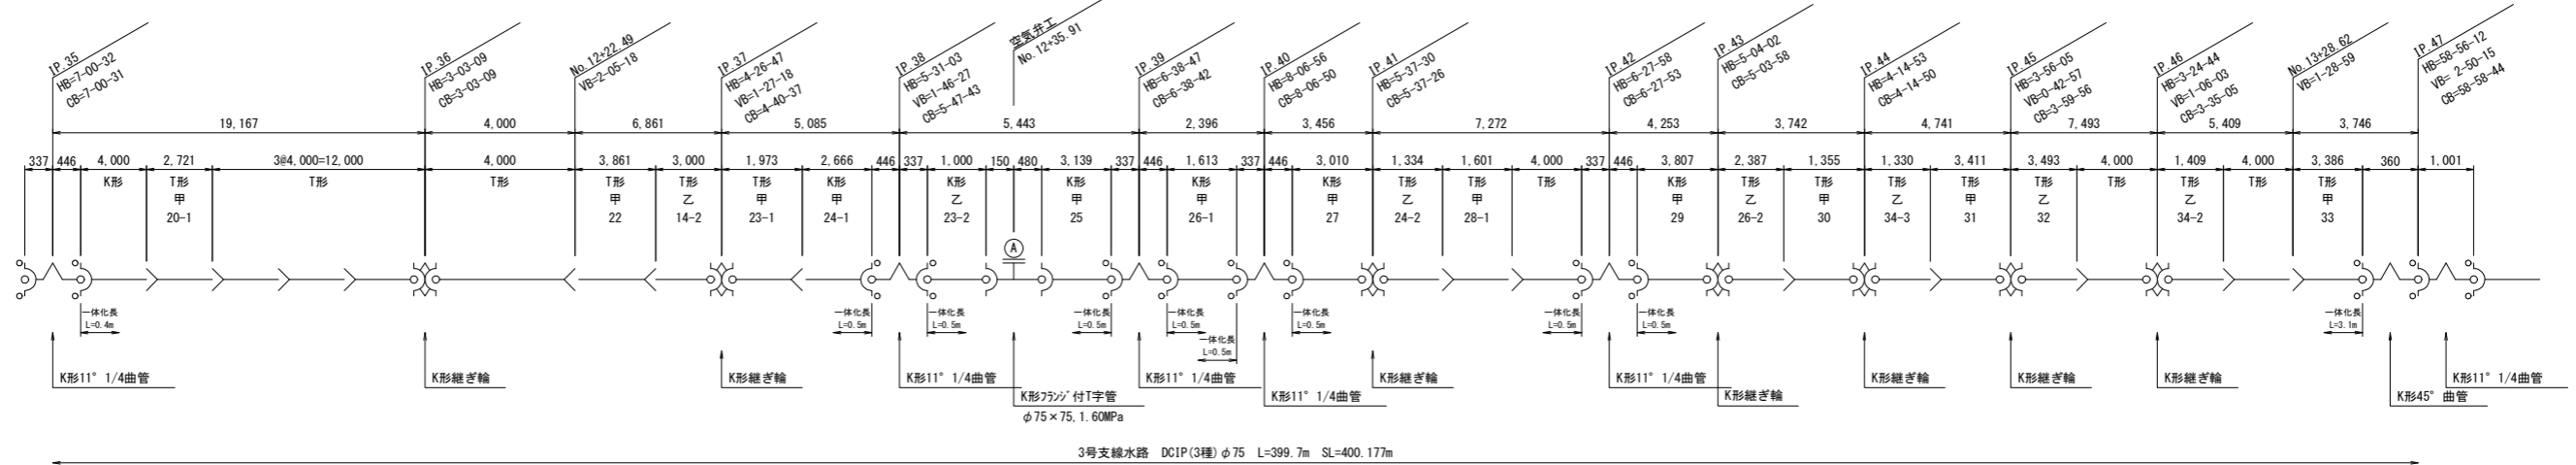 IP.35
HB=7-00-32
CB=7-00-31
IP.36
HB=3-03-09
CB=3-03-09
No.12+22.49
VB=2-05-18
IP.37
HB=4-26-47
VB=1-27-18
CB=4-40-37
IP.38
HB=5-31-03
VB=1-46-27
CB=5-47-43
空気弁工
No.12+35.91
IP.39
HB=6-38-47
CB=6-38-42
IP.40
HB=8-06-56
CB=8-06-50
IP.41
HB=5-37-30
CB=5-37-26
IP.42
HB=6-27-58
CB=6-27-53
IP.43
HB=5-04-02
CB=5-03-58
IP.44
HB=4-14-53
CB=4-14-50
IP.45
HB=3-56-05
VB=0-42-57
CB=3-59-56
IP.46
HB=3-24-44
VB=1-06-03
CB=3-35-05
No.13+28.62
VB=1-28-59
IP.47
HB=58-56-12
VB= 2-50-15
CB=58-58-44
19,167 4,000 6,861 5,085 5,443 2,396 3,456 7,272 4,253 3,742 4,741 7,493 5,409 3,746
337 446 4,000 2,721 3@4,000=12,000 4,000 3,861 3,000 1,973 2,666 446 337 1,000 150 480 3,139 337 446 1,613 337 446 3,010 1,334 1,601 4,000 337 446 3,807 2,387 1,355 1,330 3,411 3,493 4,000 1,409 4,000 3,386 360 1,001
K形 T形 T形 T形 T形 T形 T形 K形 K形 K形 K形 K形 T形 T形 T形 K形 T形 T形 T形 T形 T形 T形 T形 T形 T形
甲 甲 乙 甲 甲 乙 甲 甲 甲 乙 甲 甲 乙 甲 乙 甲 乙 乙 甲
20-1 22 14-2 23-1 24-1 23-2 25 26-1 27 24-2 28-1 29 26-2 30 34-3 31 32 34-2 33
A
一体化長 一体化長 一体化長 一体化長 一体化長 一体化長 一体化長 一体化長 一体化長
L=0.4m L=0.5m L=0.5m L=0.5m L=0.5m L=0.5m L=0.5m L=0.5m L=3.1m
一体化長
L=0.5m
K形11° 1/4曲管 K形継ぎ輪 K形継ぎ輪 K形11° 1/4曲管 K形11° 1/4曲管 K形継ぎ輪 K形11° 1/4曲管 K形継ぎ輪 K形継ぎ輪 K形継ぎ輪 K形11° 1/4曲管
K形フランジ付T字管 K形11° 1/4曲管 K形継ぎ輪 K形45° 曲管
φ75×75,1.60MPa
3号支線水路 DCIP(3種)φ75 L=399.7m SL=400.177m